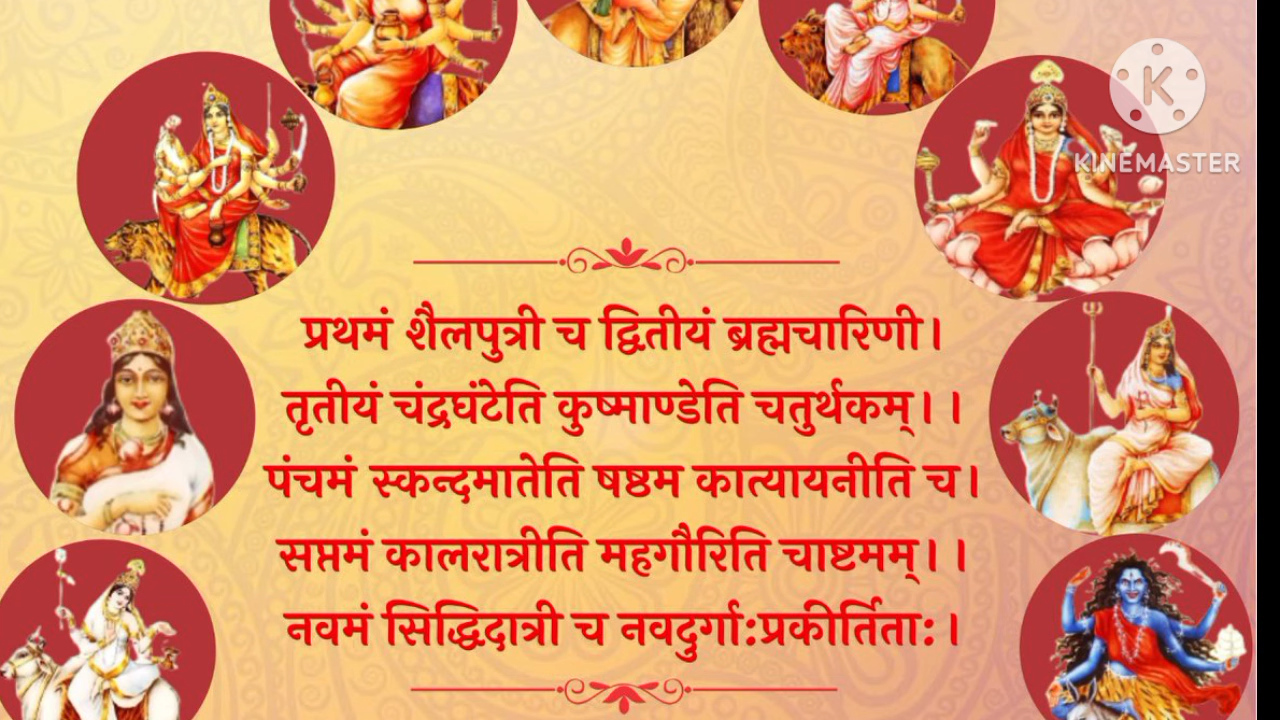 KINEMASTER
प्रथमं शैलपुत्री च द्वितीयं ब्रह्मचारिणी।
तृतीयं चंद्रघंटेति कुष्माण्डेति चतुर्थकम्।।
पंचमं स्कन्दमातेति षष्ठम कात्यायनीति च।
सप्तमं कालरात्रीति महगौरिति चाष्टमम्।।
नवमं सिद्धिदात्री च नवदुर्गा:प्रकीर्तिता:।